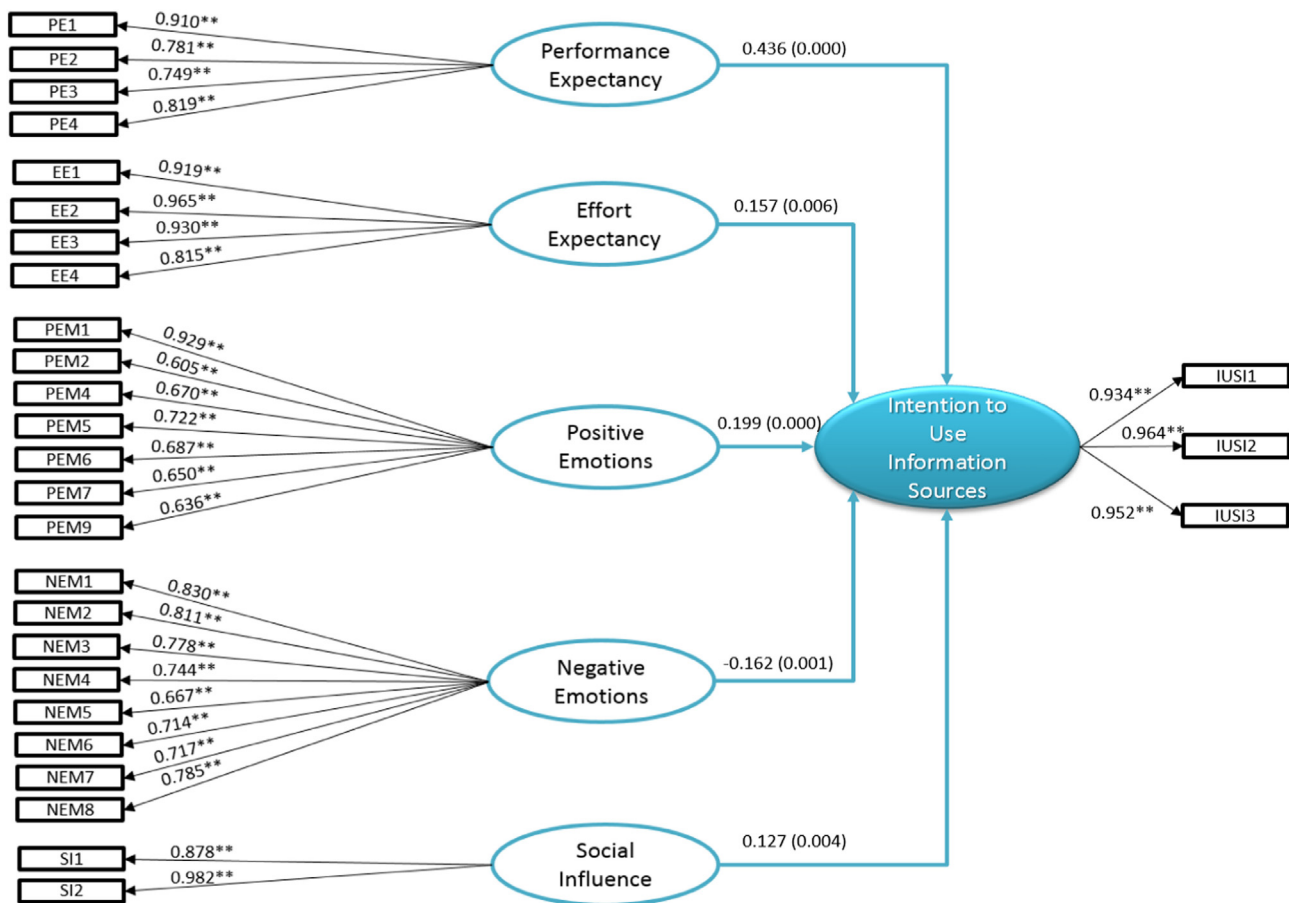 PE1
0.910**
PE2
0.781**
PE3
0.749**
PE4
0.819**
Performance
Expectancy
0.436 (0.000)
EE1
0.919**
EE2
0.965**
EE3
0.930**
EE4
0.815**
Effort
Expectancy
0.157 (0.006)
PEM1
0.929**
PEM2
0.605**
PEM4
0.670**
PEM5
0.722**
PEM6
0.687**
PEM7
0.650**
PEM9
0.636**
Positive
Emotions
0.199 (0.000)
Intention to
Use
Information
Sources
0.934**
IUSI1
0.964**
IUSI2
0.952**
IUSI3
NEM1
0.830**
NEM2
0.811**
NEM3
0.778**
NEM4
0.744**
NEM5
0.667**
NEM6
0.714**
NEM7
0.717**
NEM8
0.785**
Negative
Emotions
-0.162 (0.001)
SI1
0.878**
SI2
0.982**
Social
Influence
0.127 (0.004)